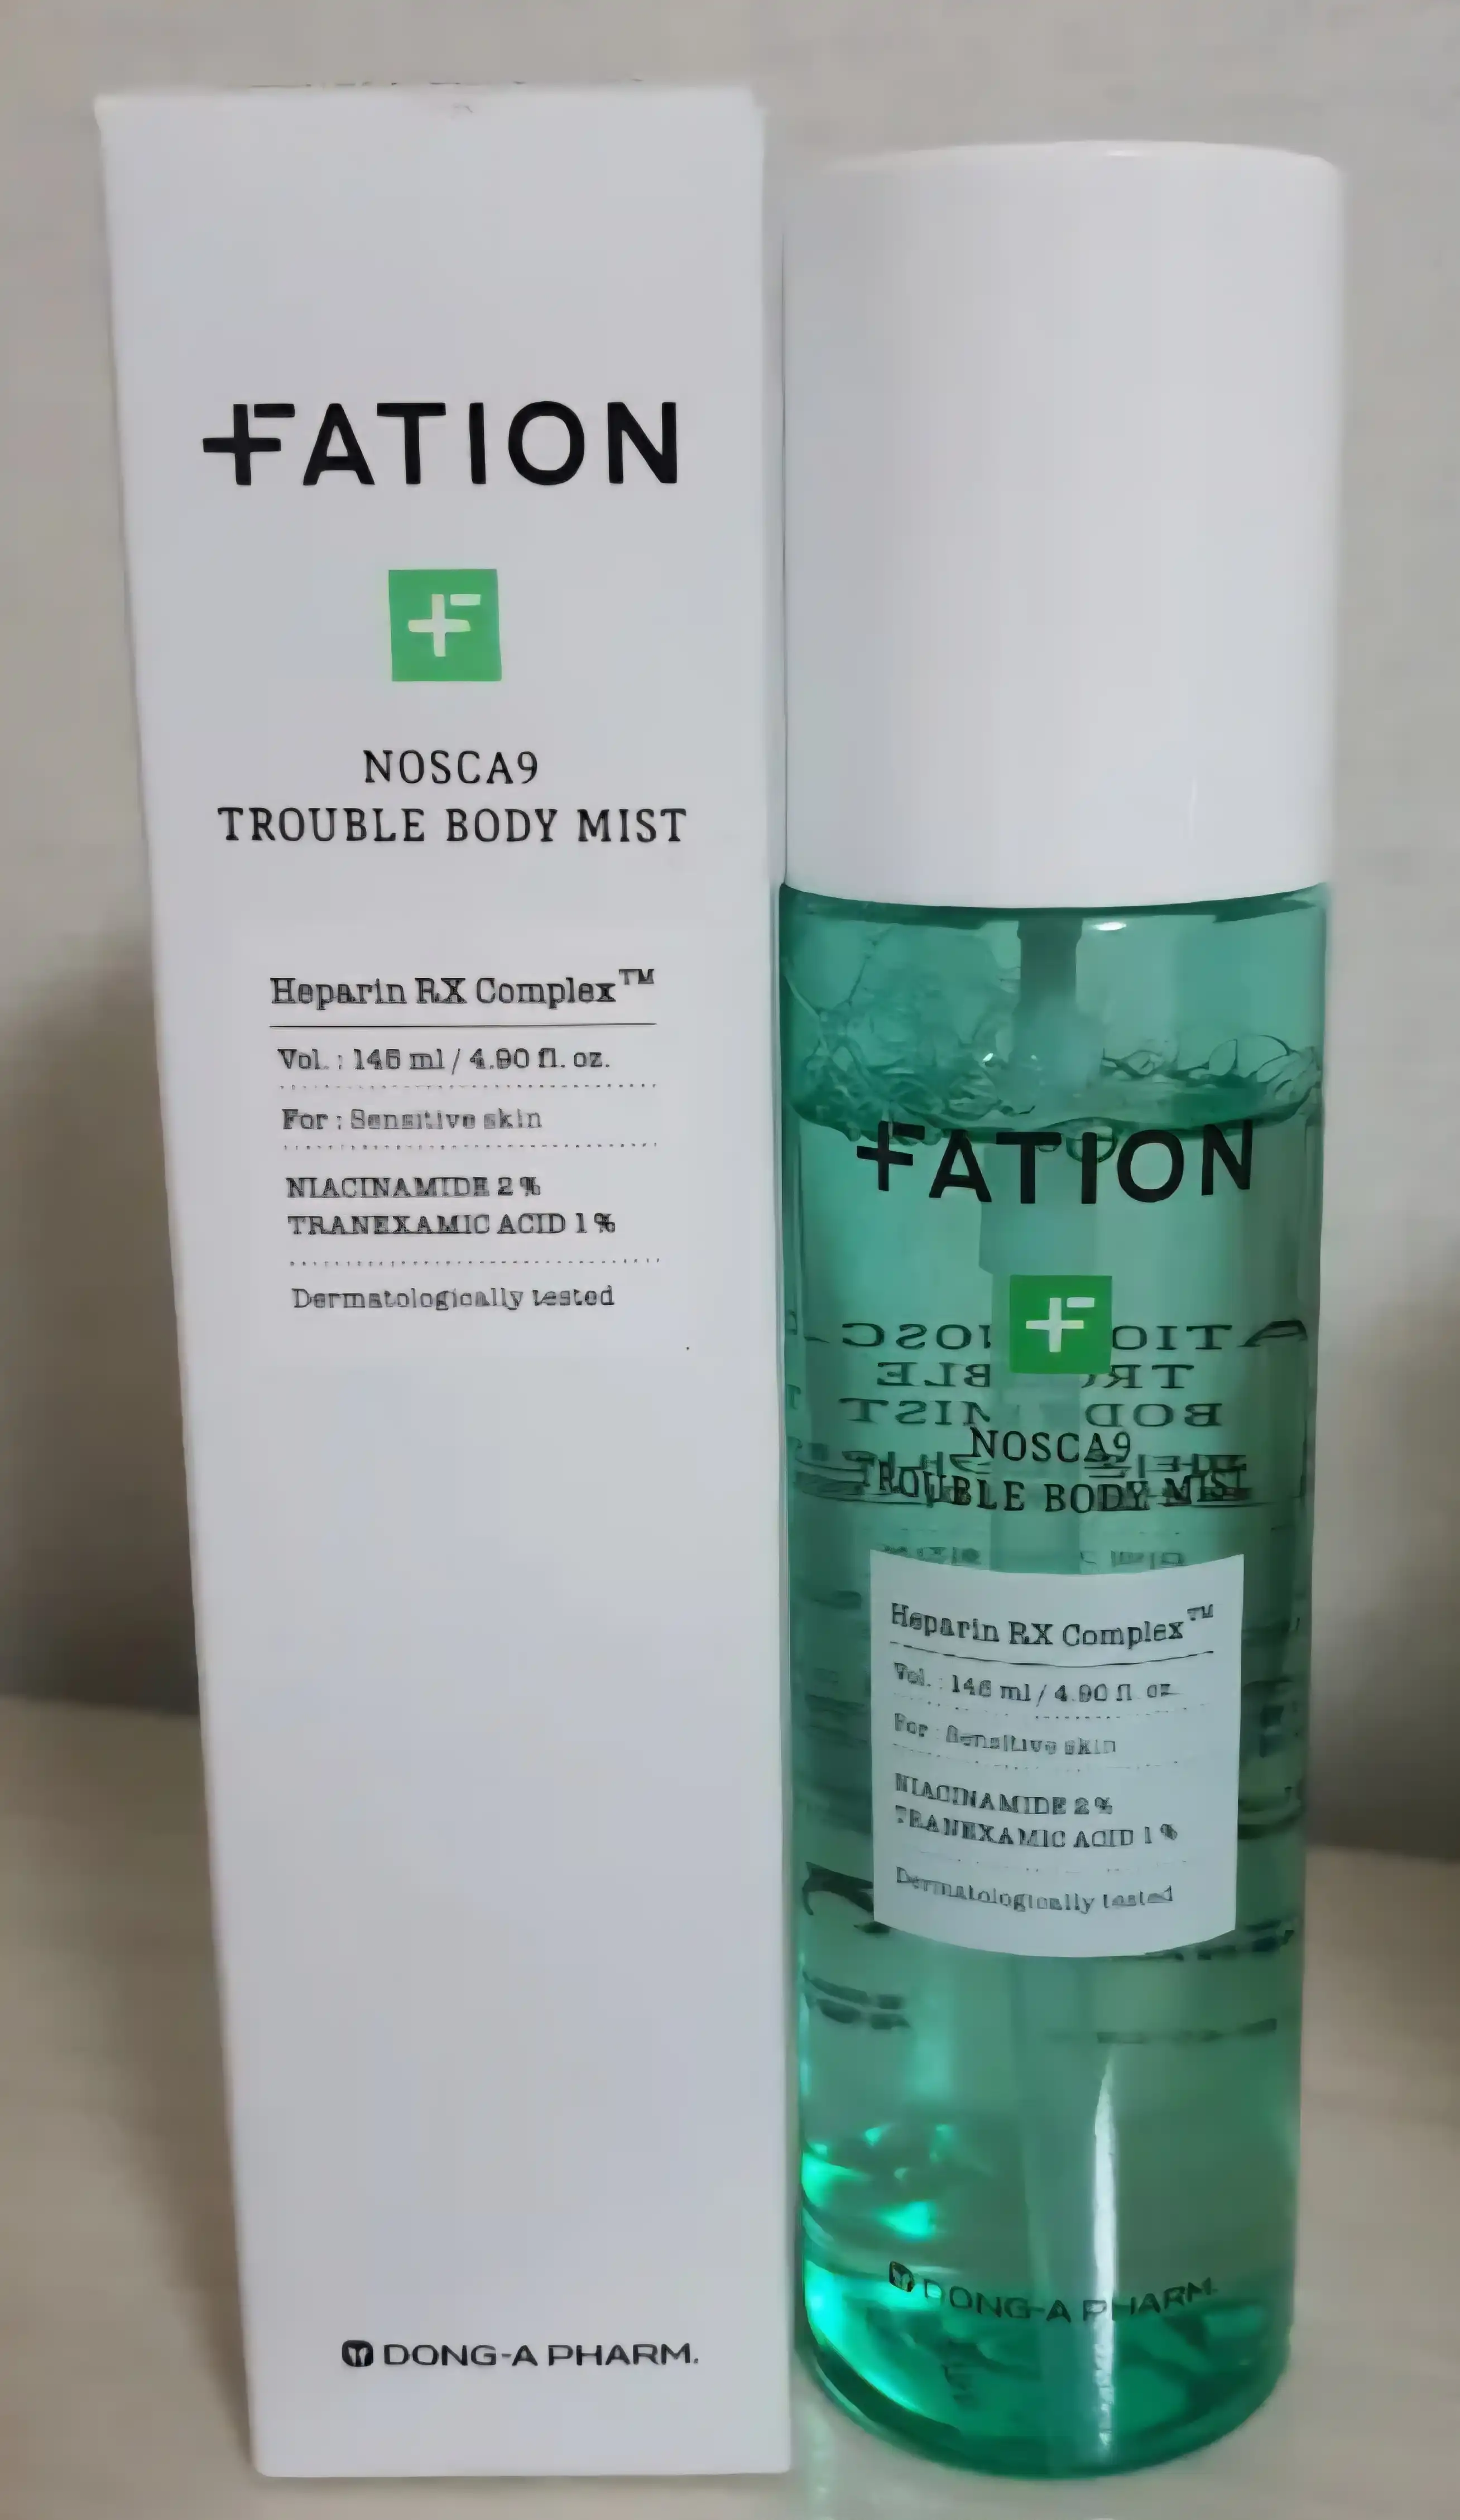 FATION
NOSCA9
TROUBLE BODY MIST
Heparin RX Complex™
Vol. : 145 ml / 4.90 fl. oz.
For : Sensitive skin
NIACINAMIDE 2 %
TRANEXAMIC ACID 1 %
Dermatologically tested
DONG-A PHARM.
FATION
NOSCA9
TROUBLE BODY MIST
Heparin RX Complex™
Vol. : 145 ml / 4.90 fl. oz.
For : Sensitive skin
NIACINAMIDE 2 %
TRANEXAMIC ACID 1 %
Dermatologically tested
DONG-A PHARM.